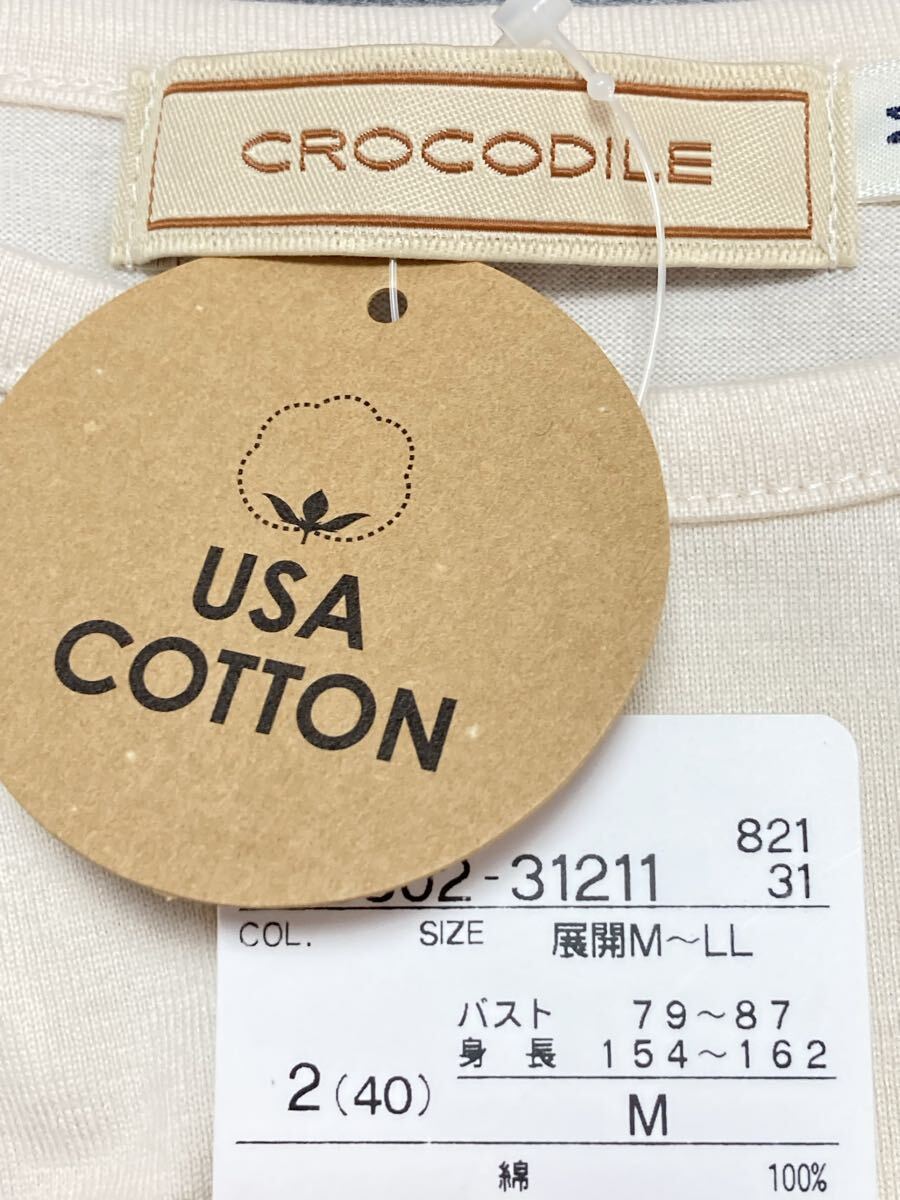 CROCODILE
USA
COTTON
821
-31211 31
COL. SIZE 展開M～LL
バスト 79～87
身長 154～162
2(40) M
綿 100%